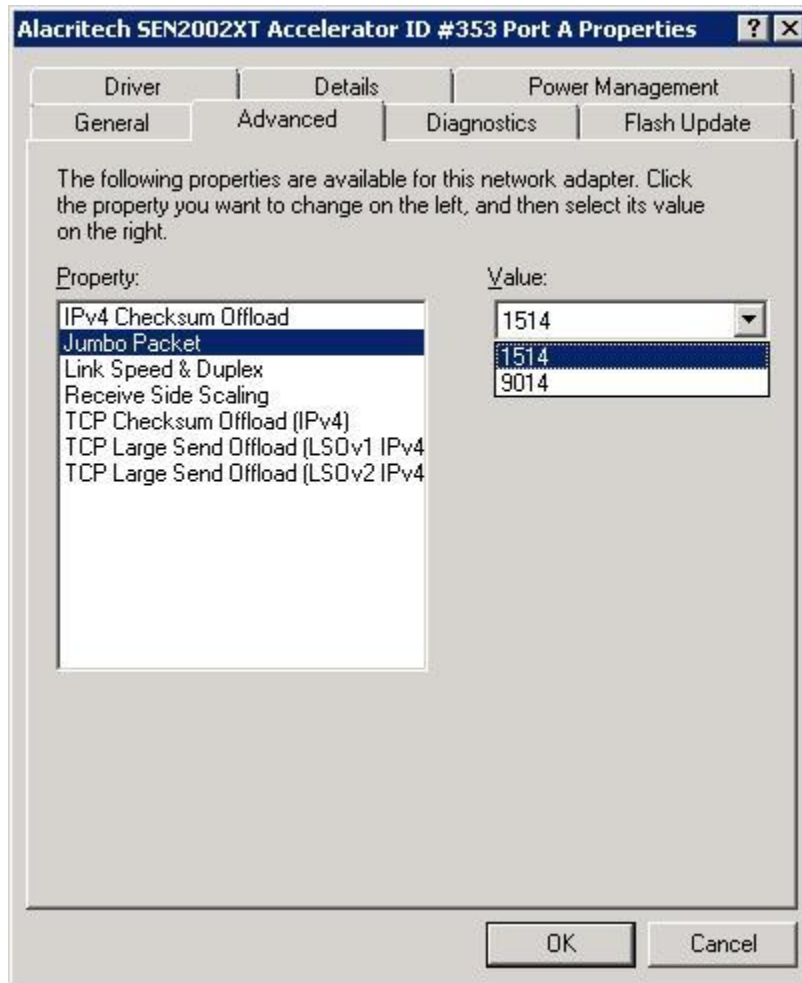 Alacritech SEN2002XT Accelerator ID #353 Port A Properties
Driver
Details
Power Management
General
Advanced
Diagnostics
Flash Update
The following properties are available for this network adapter. Click
the property you want to change on the left, and then select its value
on the right.
Property:
Value:
IPv4 Checksum Offload
Jumbo Packet
Link Speed & Duplex
Receive Side Scaling
TCP Checksum Offload (IPv4)
TCP Large Send Offload (LSOv1 IPv4
TCP Large Send Offload (LSOv2 IPv4
1514
1514
9014
OK
Cancel